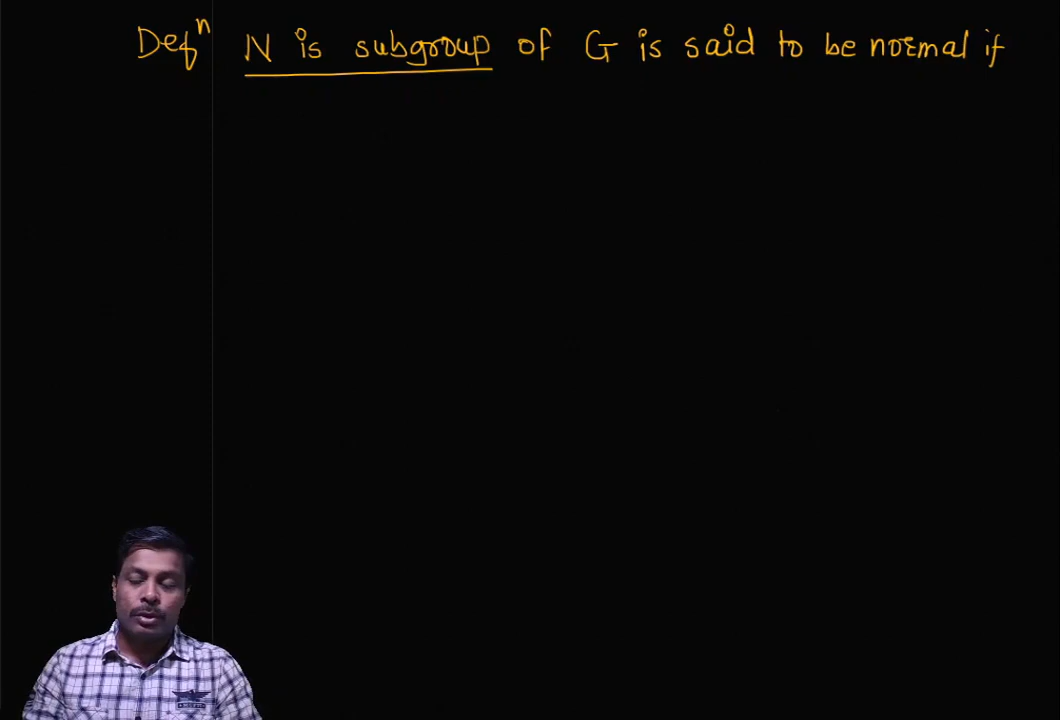 Defⁿ N is subgroup of G is said to be normal if